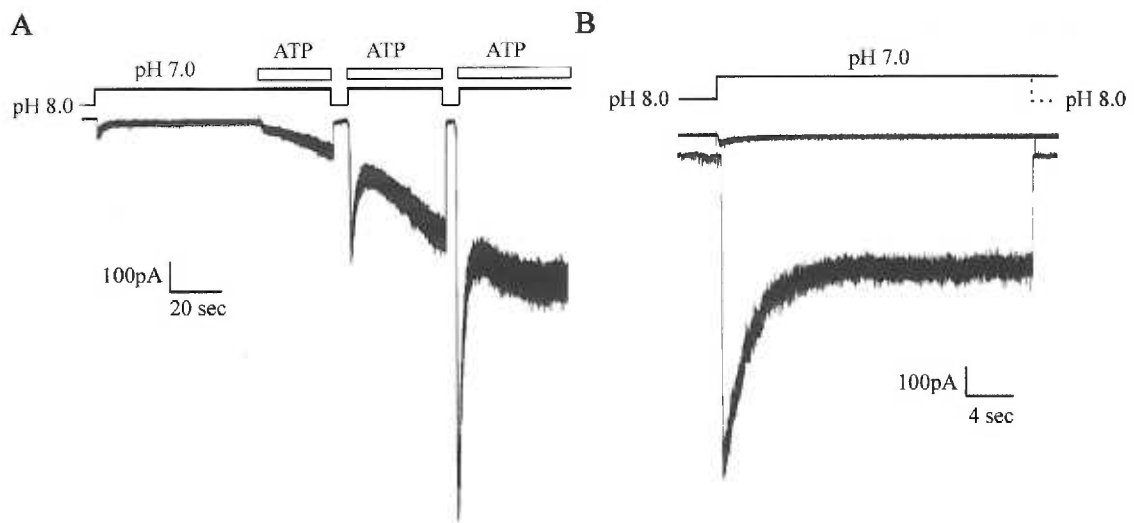 A
ATP ATP ATP
pH 7.0
pH 8.0
100pA
20 sec
B
pH 7.0
pH 8.0
pH 8.0
100pA
4 sec